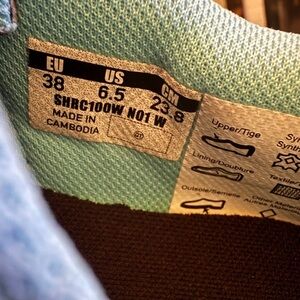 EU US CM
38 6.5 23.8
SHRC100W N01 W
MADE IN
CAMBODIA
Upper/Tige
Lining/Doublure
Outsole/Semelle